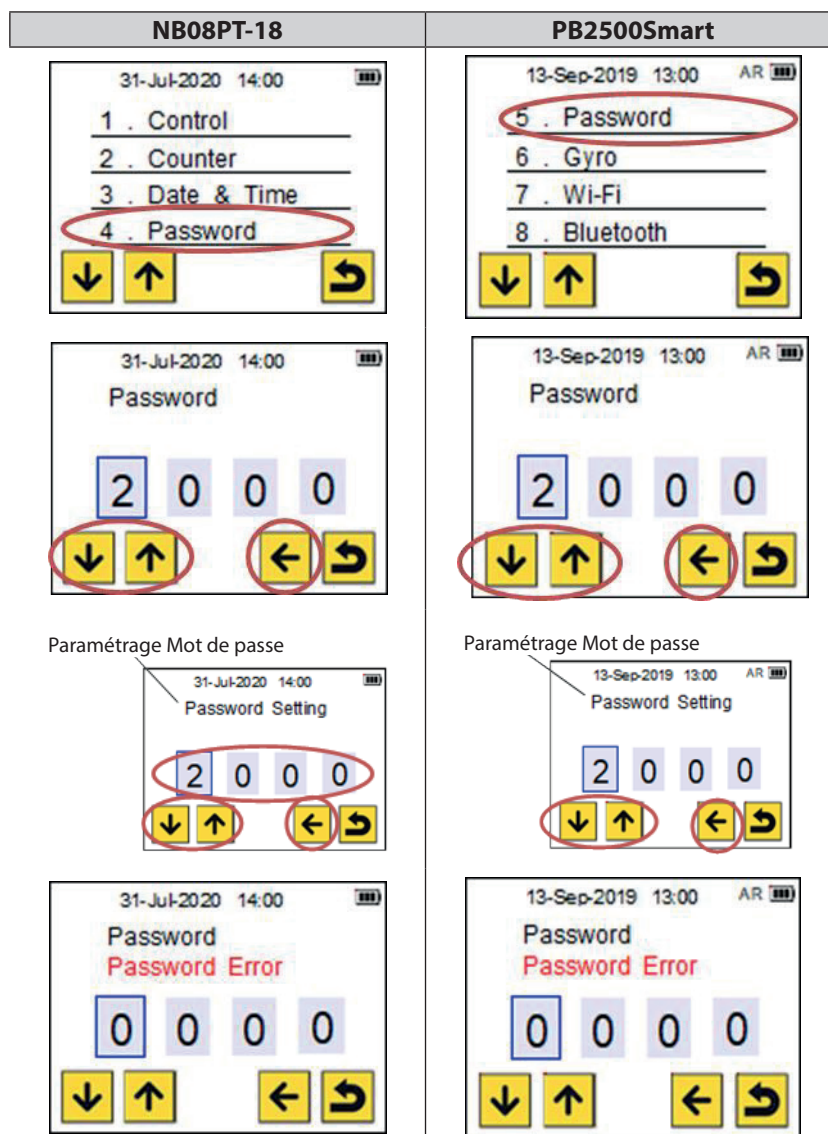 NB08PT-18
PB2500Smart
31-Jul-2020 14:00
1 . Control
2 . Counter
3 . Date & Time
4 . Password
13-Sep-2019 13:00 AR
5 . Password
6 . Gyro
7 . Wi-Fi
8 . Bluetooth
31-Jul-2020 14:00
Password
2 0 0 0
13-Sep-2019 13:00 AR
Password
2 0 0 0
Paramétrage Mot de passe
31-Jul-2020 14:00
Password Setting
2 0 0 0
Paramétrage Mot de passe
13-Sep-2019 13:00 AR
Password Setting
2 0 0 0
31-Jul-2020 14:00
Password
Password Error
0 0 0 0
13-Sep-2019 13:00 AR
Password
Password Error
0 0 0 0